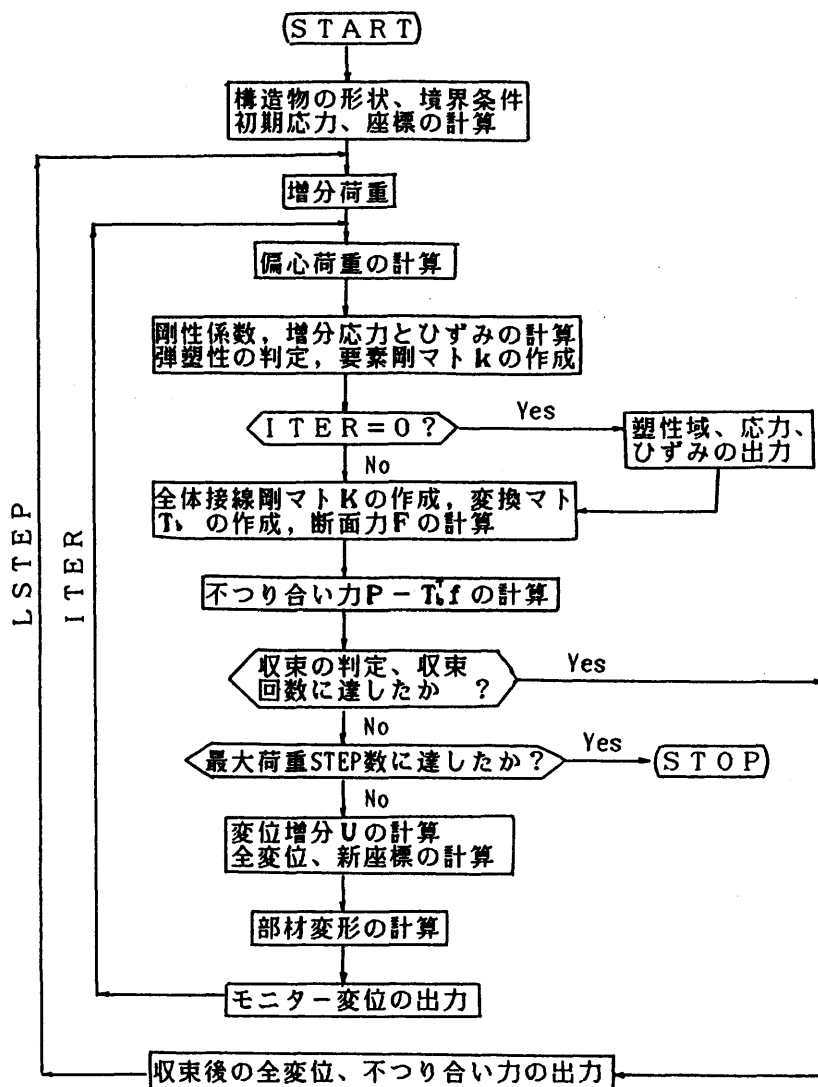 START
構造物の形状、境界条件
初期応力、座標の計算
増分荷重
偏心荷重の計算
剛性係数,増分応力とひずみの計算
弾塑性の判定,要素剛マトkの作成
ITER=0?
Yes
塑性域、応力、
ひずみの出力
No
全体接線剛マトKの作成,変換マト
T_b の作成,断面力Fの計算
不つり合い力P-T_b^T fの計算
収束の判定、収束
回数に達したか ?
Yes
No
最大荷重STEP数に達したか?
Yes
STOP
No
変位増分Uの計算
全変位、新座標の計算
部材変形の計算
モニター変位の出力
収束後の全変位、不つり合い力の出力
LSTEP
ITER